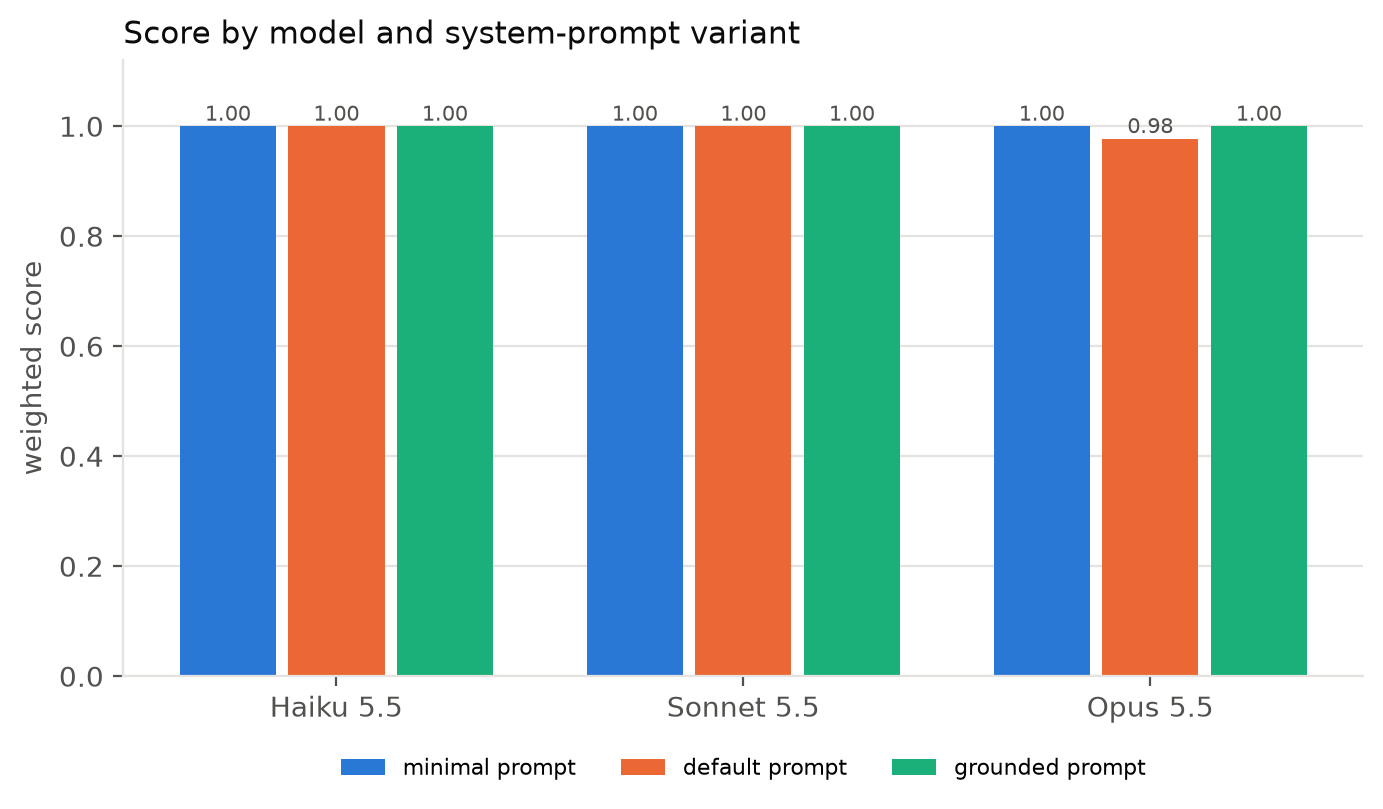 Score by model and system-prompt variant
1.00 1.00 1.00 1.00 1.00 1.00 1.00 0.98 1.00
1.0
0.8
0.6
0.4
0.2
0.0
weighted score
Haiku 5.5 Sonnet 5.5 Opus 5.5
minimal prompt default prompt grounded prompt